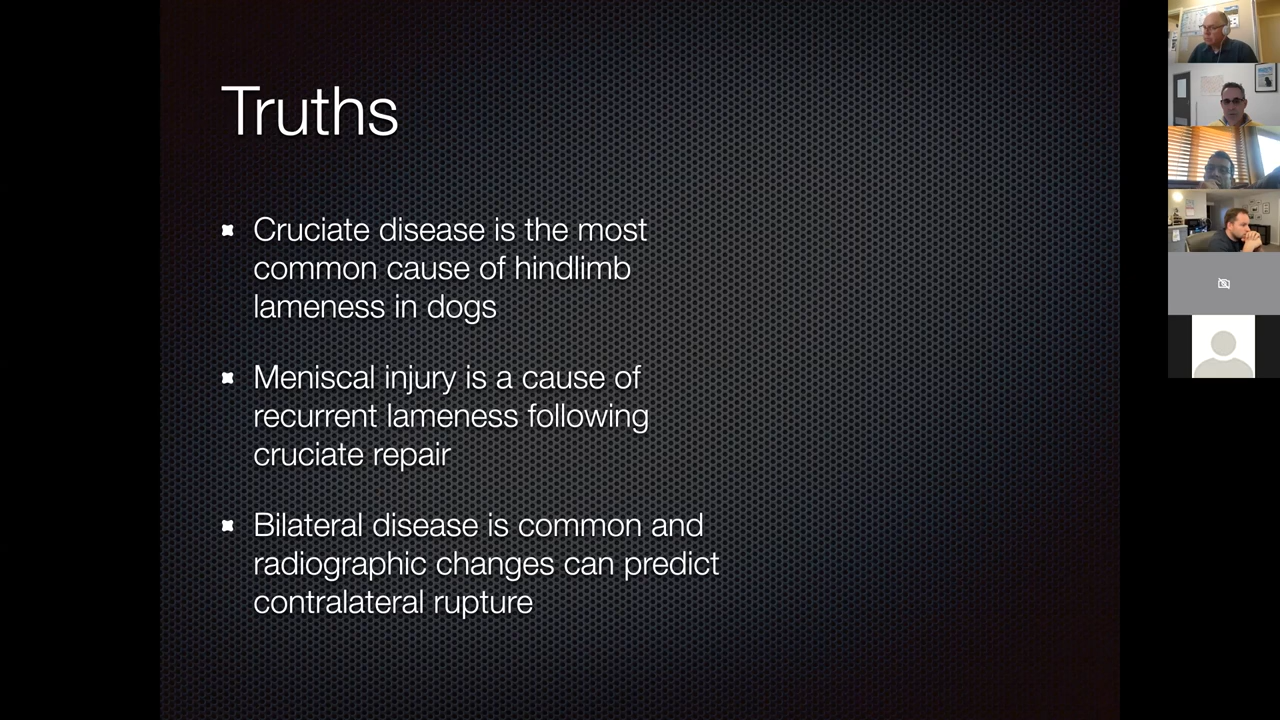 Truths
Cruciate disease is the most
common cause of hindlimb
lameness in dogs
Meniscal injury is a cause of
recurrent lameness following
cruciate repair
Bilateral disease is common and
radiographic changes can predict
contralateral rupture